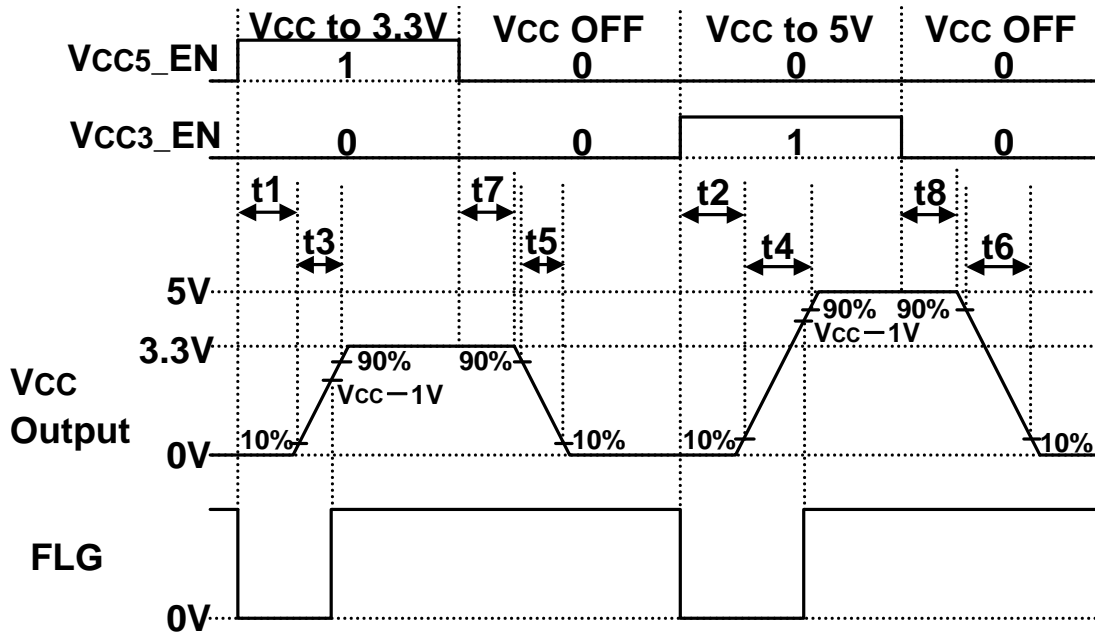 VCC to 3.3V VCC OFF VCC to 5V VCC OFF
VCC5_EN 1 0 0 0
VCC3_EN 0 0 1 0
t1 t7 t2 t8
t3 t5 t4 t6
5V
90% 90%
VCC－1V
3.3V
90% 90%
VCC－1V
VCC
Output
10% 10% 10% 10%
0V
FLG
0V